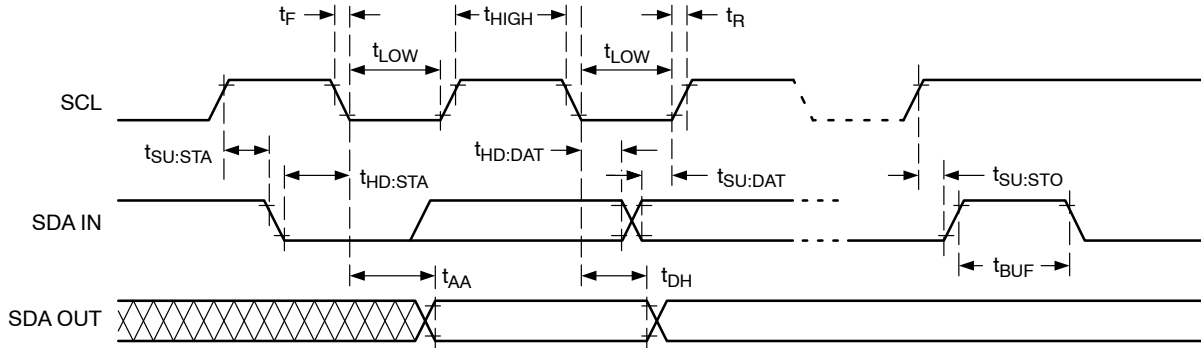 tF
tHIGH
tR
tLOW
tLOW
SCL
tSU:STA
tHD:STA
tHD:DAT
tSU:DAT
tSU:STO
SDA IN
tBUF
tAA
tDH
SDA OUT